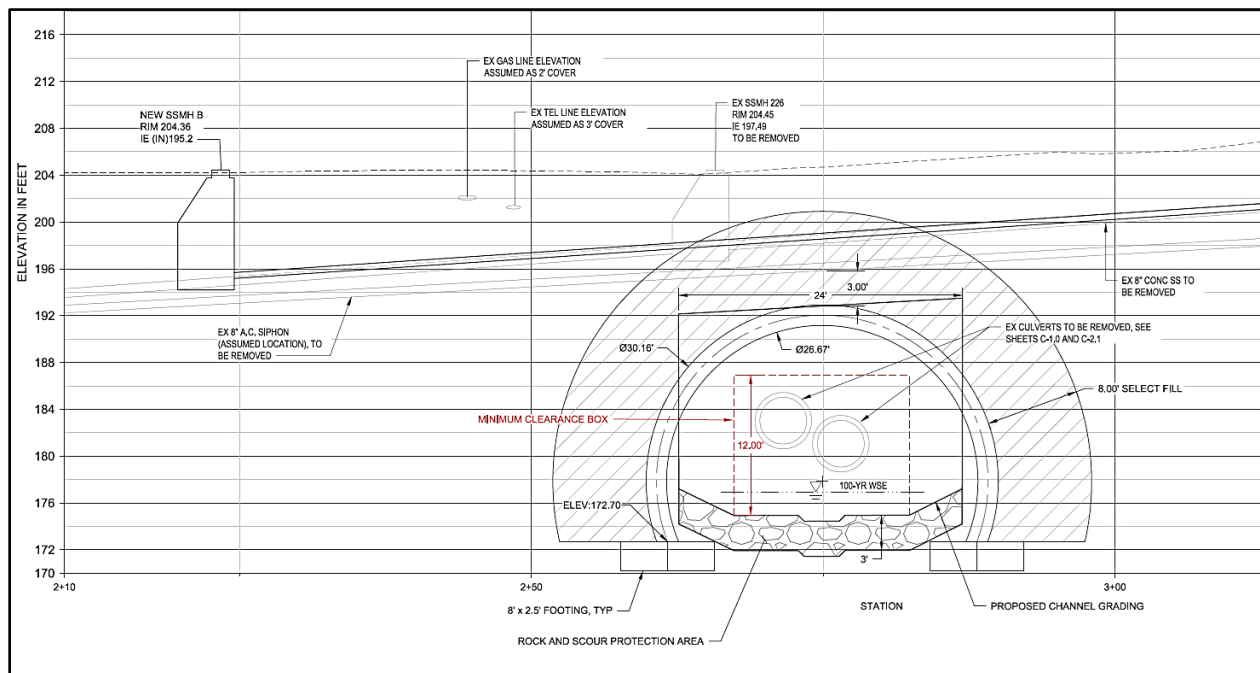 216
212
208
204
200
196
192
188
184
180
176
172
170
ELEVATION IN FEET
EX GAS LINE ELEVATION
ASSUMED AS 2' COVER
NEW SSMH B
RIM 204.36
IE (IN)195.2
EX TEL LINE ELEVATION
ASSUMED AS 3' COVER
EX SSMH 226
RIM 204.45
IE 197.49
TO BE REMOVED
EX 8" CONC SS TO
BE REMOVED
3.00'
24'
EX 8" A.C. SIPHON
(ASSUMED LOCATION), TO
BE REMOVED
EX CULVERTS TO BE REMOVED, SEE
SHEETS C-1.0 AND C-2.1
Ø30.16'
Ø26.67'
8.00' SELECT FILL
MINIMUM CLEARANCE BOX
12.00'
100-YR WSE
ELEV:172.70
3'
2+10
2+50
3+00
8' x 2.5' FOOTING, TYP
STATION
PROPOSED CHANNEL GRADING
ROCK AND SCOUR PROTECTION AREA